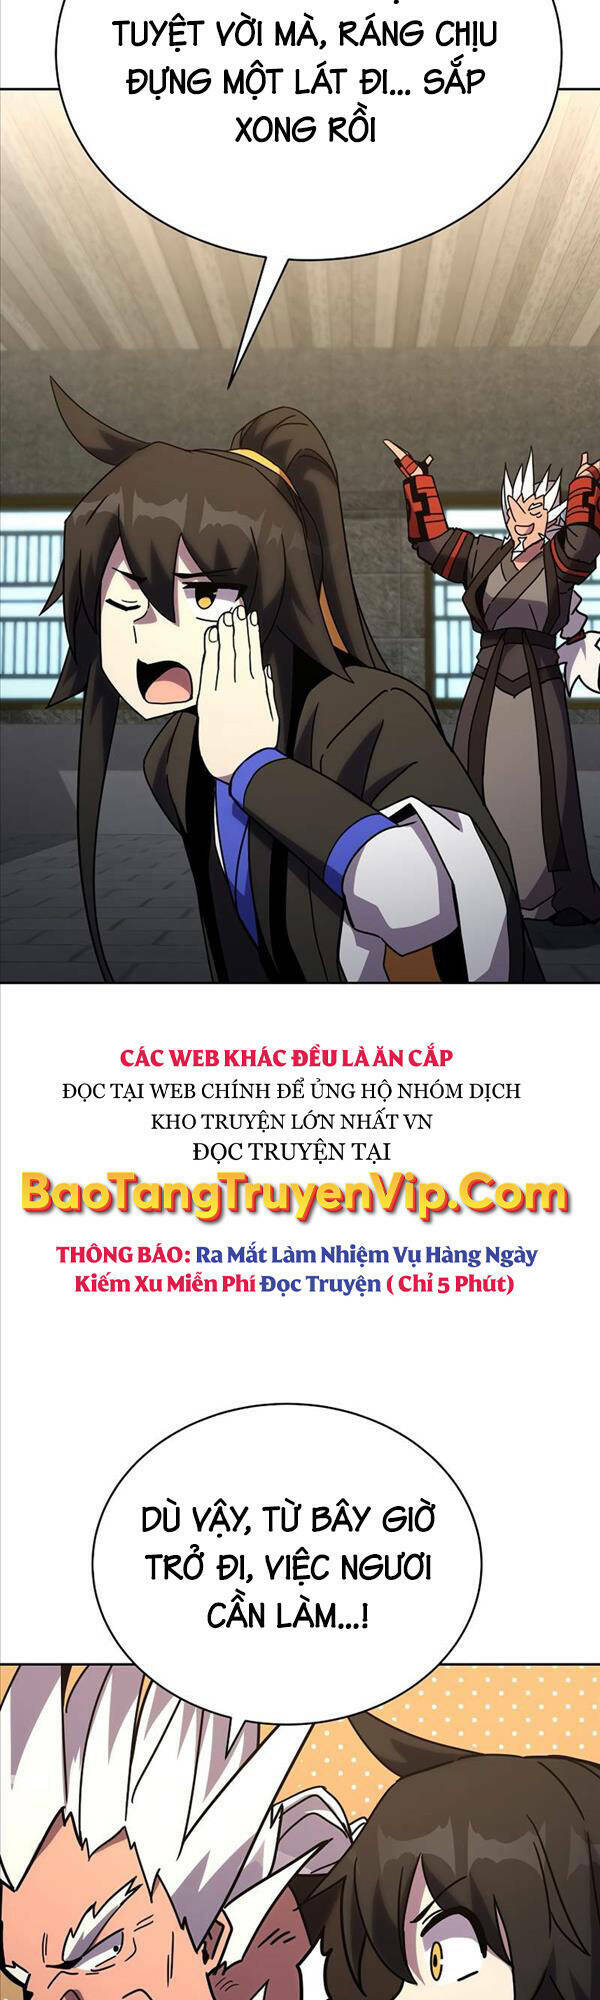 TUYỆT VỜI MÀ, RÁNG CHỊU
ĐỰNG MỘT LÁT ĐI... SẮP
XONG RỒI
CÁC WEB KHÁC ĐỀU LÀ ĂN CẮP
ĐỌC TẠI WEB CHÍNH ĐỂ ỦNG HỘ NHÓM DỊCH
KHO TRUYỆN LỚN NHẤT VN
ĐỌC TRUYỆN TẠI
BaoTangTruyenVip.Com
THÔNG BÁO: Ra Mắt Làm Nhiệm Vụ Hàng Ngày
Kiếm Xu Miễn Phí Đọc Truyện ( Chỉ 5 Phút)
DÙ VẬY, TỪ BÂY GIỜ
TRỞ ĐI, VIỆC NGƯƠI
CẦN LÀM...!